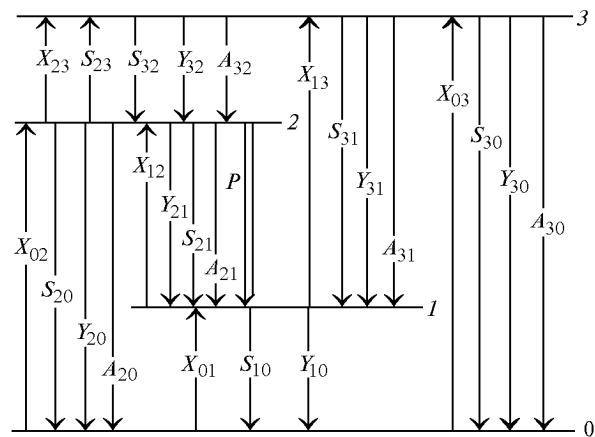 3
X23 S23 S32 Y32 A32
X13
X03
2
S31
S30
X12
P
Y31
Y30
Y21
S21
A21
A31
A30
X02
S20
1
Y20
A20
X01 S10 Y10
0